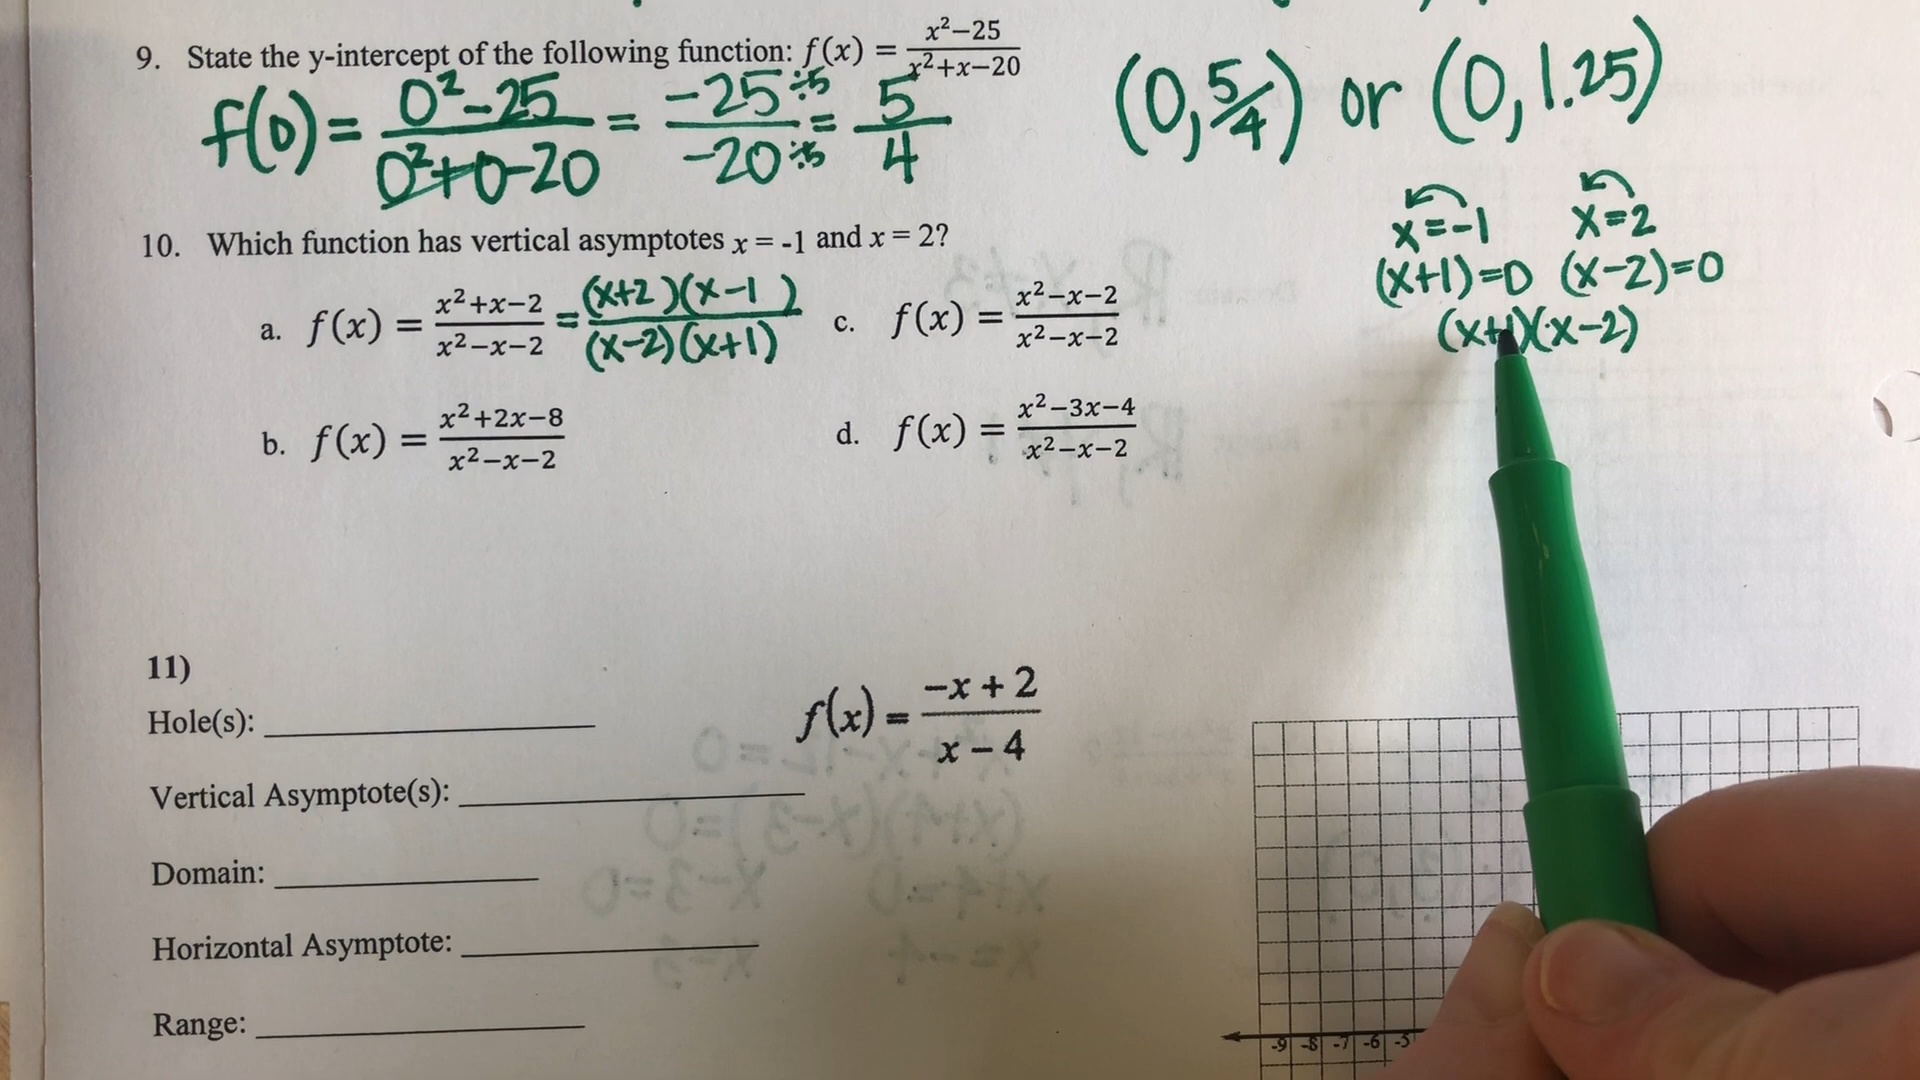 9. State the y-intercept of the following function: f(x) = x²−25 / x²+x−20
f(0) = 0²−25 / 0²+0−20 = −25÷5 / −20÷5 = 5/4
(0, 5/4) or (0, 1.25)
10. Which function has vertical asymptotes x = -1 and x = 2?
x=-1 x=2
(x+1)=0 (x-2)=0
(x+1)(x-2)
a. f(x) = x²+x−2 / x²−x−2 = (x+2)(x-1) / (x-2)(x+1)
c. f(x) = x²−x−2 / x²−x−2
b. f(x) = x²+2x−8 / x²−x−2
d. f(x) = x²−3x−4 / x²−x−2
11)
f(x) = −x + 2 / x − 4
Hole(s):
Vertical Asymptote(s):
Domain:
Horizontal Asymptote:
Range:
-9 -8 -7 -6 -5